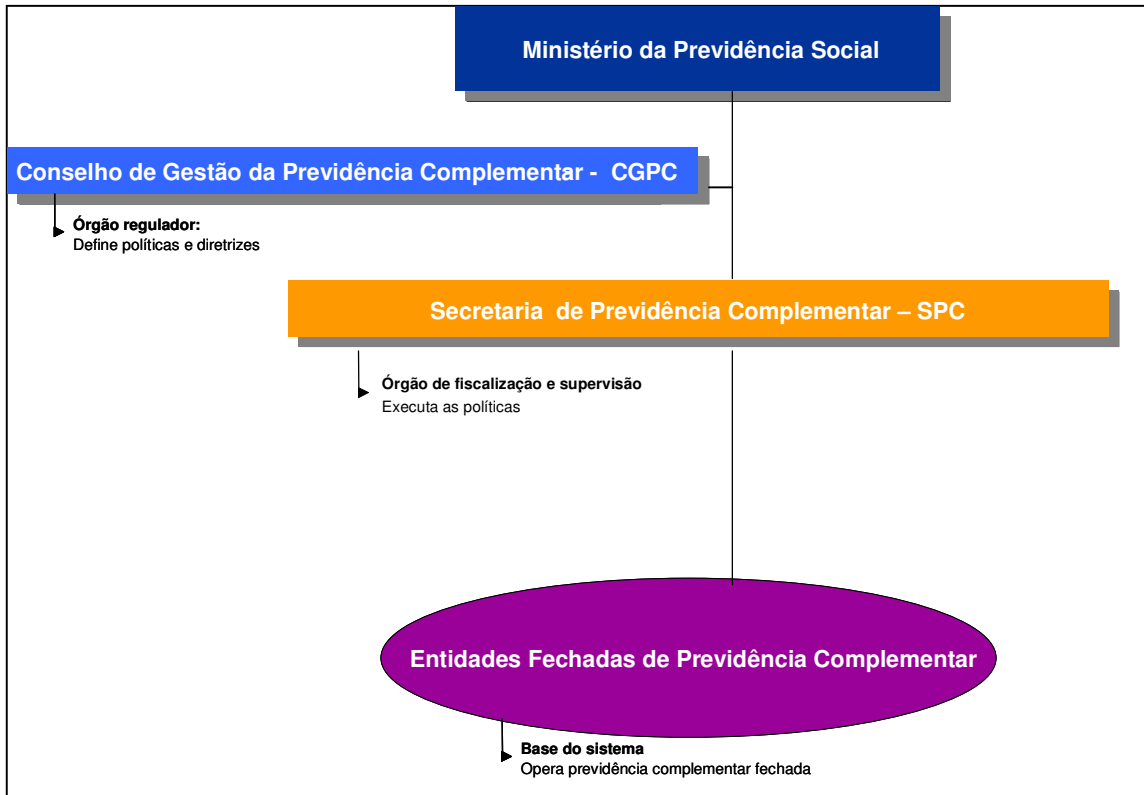 Ministério da Previdência Social
Conselho de Gestão da Previdência Complementar - CGPC
Órgão regulador:
Define políticas e diretrizes
Secretaria de Previdência Complementar – SPC
Órgão de fiscalização e supervisão
Executa as políticas
Entidades Fechadas de Previdência Complementar
Base do sistema
Opera previdência complementar fechada